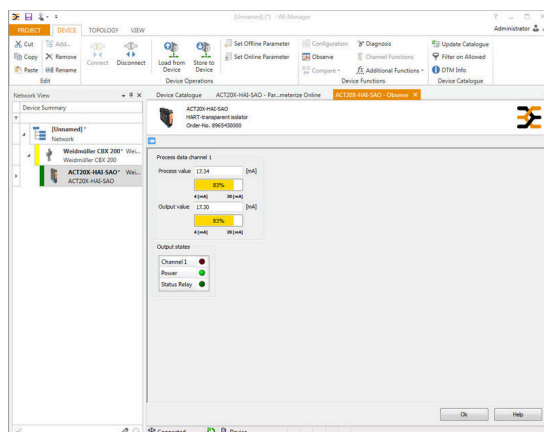 [Unnamed] (*) - WI-Manager
PROJECT DEVICE TOPOLOGY VIEW
Administrator
Cut Add...
Copy Remove
Paste Rename
Connect Disconnect
Load from Device Store to Device
Set Offline Parameter
Set Online Parameter
Configuration Diagnosis
Observe Channel Functions
Compare Additional Functions
Update Catalogue
Filter on Allowed
DTM Info
Edit Device Operations Device Functions Device Catalogue
Network View
Device Catalogue ACT20X-HAI-SAO - Par...meterize Online ACT20X-HAI-SAO - Observe
Device Summary
[Unnamed]*
Network
Weidmüller CBX 200* Wei...
Weidmüller CBX 200
ACT20X-HAI-SAO* Wei...
ACT20X-HAI-SAO
ACT20X-HAI-SAO
HART-transparent isolator
Order-No. 8965430000
Process data channel 1
Process value 17.34 [mA]
83%
4 [mA] 20 [mA]
Output value 17.30 [mA]
83%
4 [mA] 20 [mA]
Output states
Channel 1
Power
Status Relay
Ok Help
Connected Device